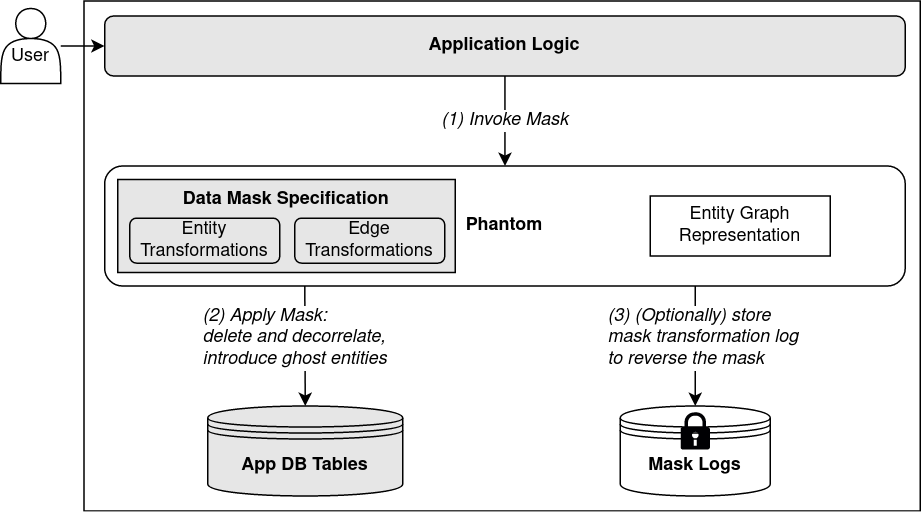 User
Application Logic
(1) Invoke Mask
Data Mask Specification
Entity
Transformations
Edge
Transformations
Phantom
Entity Graph
Representation
(2) Apply Mask:
delete and decorrelate,
introduce ghost entities
(3) (Optionally) store
mask transformation log
to reverse the mask
App DB Tables
Mask Logs